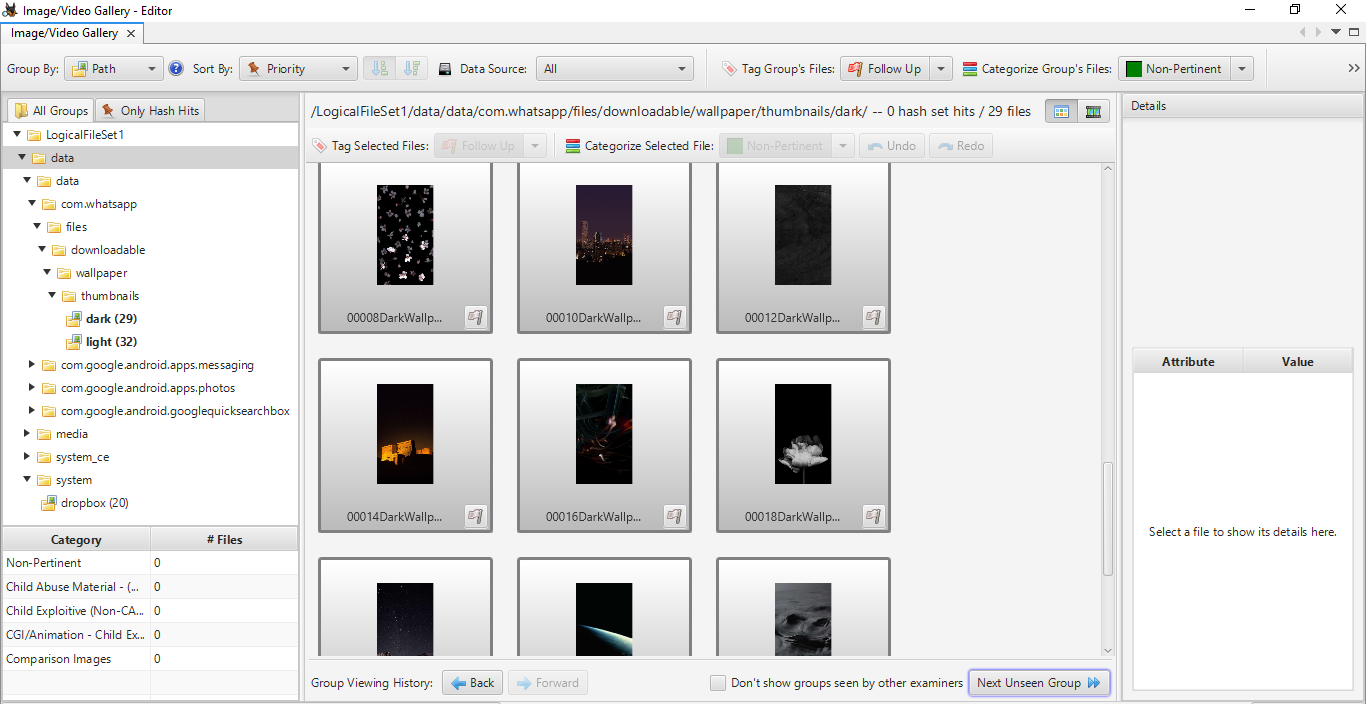 Image/Video Gallery - Editor
Image/Video Gallery
Group By: Path Sort By: Priority Data Source: All Tag Group's Files: Follow Up Categorize Group's Files: Non-Pertinent
All Groups Only Hash Hits
/LogicalFileSet1/data/data/com.whatsapp/files/downloadable/wallpaper/thumbnails/dark/ -- 0 hash set hits / 29 files
Details
Tag Selected Files: Follow Up Categorize Selected File: Non-Pertinent Undo Redo
LogicalFileSet1
data
data
com.whatsapp
files
downloadable
wallpaper
thumbnails
dark (29)
light (32)
com.google.android.apps.messaging
com.google.android.apps.photos
com.google.android.googlequicksearchbox
media
system_ce
system
dropbox (20)
00008DarkWallp... 00010DarkWallp... 00012DarkWallp...
00014DarkWallp... 00016DarkWallp... 00018DarkWallp...
Attribute Value
Select a file to show its details here.
Category # Files
Non-Pertinent 0
Child Abuse Material - (... 0
Child Exploitive (Non-CA... 0
CGI/Animation - Child Ex... 0
Comparison Images 0
Group Viewing History: Back Forward Don't show groups seen by other examiners Next Unseen Group